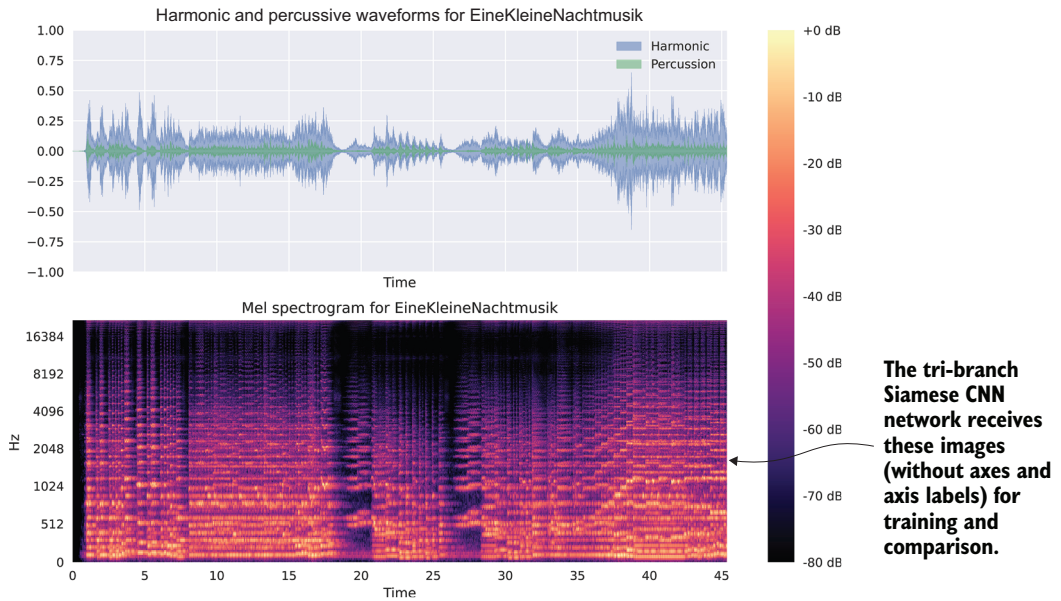 Harmonic and percussive waveforms for EineKleineNachtmusik
1.00
0.75
0.50
0.25
0.00
−0.25
−0.50
−0.75
−1.00
Harmonic
Percussion
Time
Mel spectrogram for EineKleineNachtmusik
Hz
16384
8192
4096
2048
1024
512
0
0 5 10 15 20 25 30 35 40 45
Time
+0 dB
-10 dB
-20 dB
-30 dB
-40 dB
-50 dB
-60 dB
-70 dB
-80 dB
The tri-branch
Siamese CNN
network receives
these images
(without axes and
axis labels) for
training and
comparison.